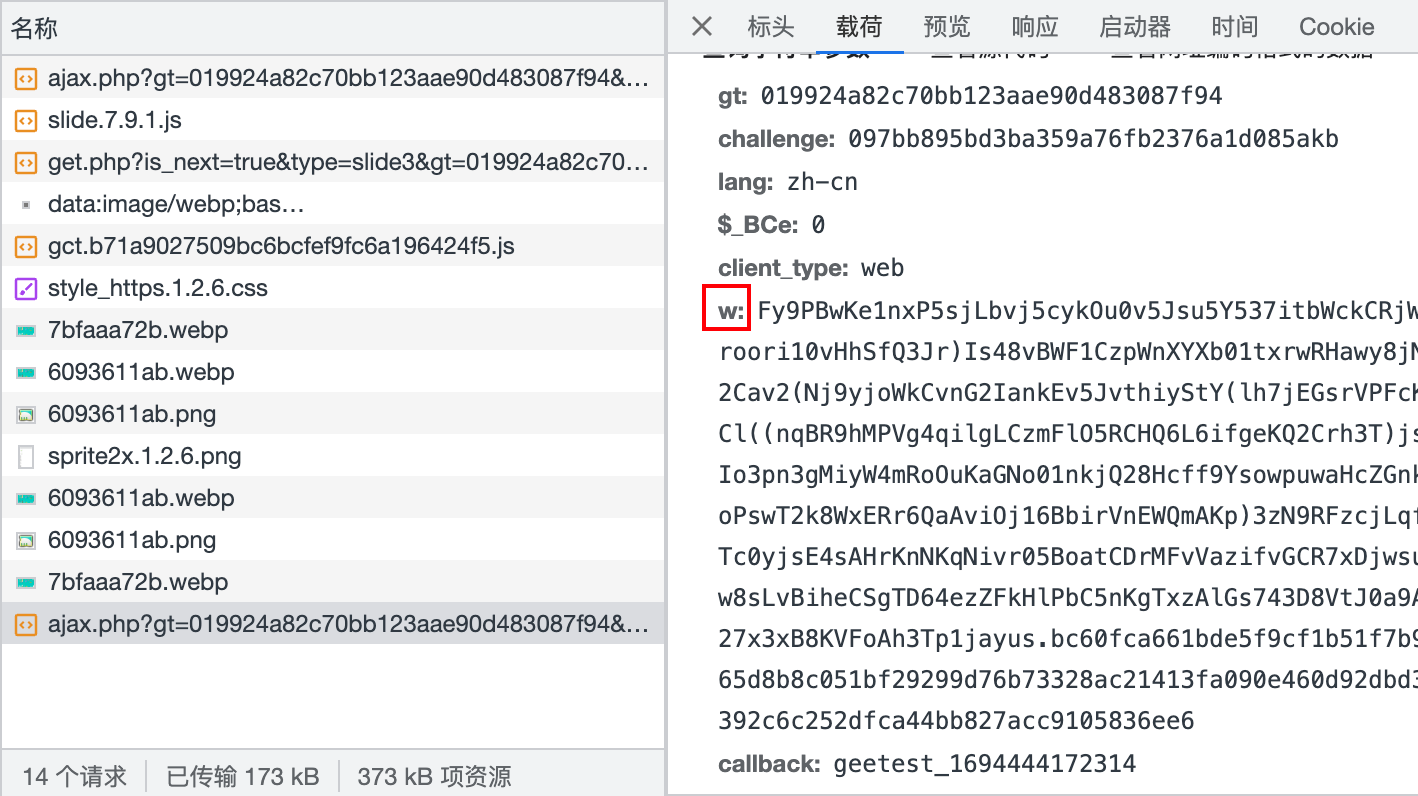 名称
ajax.php?gt=019924a82c70bb123aae90d483087f94&…
slide.7.9.1.js
get.php?is_next=true&type=slide3&gt=019924a82c70…
data:image/webp;bas…
gct.b71a9027509bc6bcfef9fc6a196424f5.js
style_https.1.2.6.css
7bfaaa72b.webp
6093611ab.webp
6093611ab.png
sprite2x.1.2.6.png
6093611ab.webp
6093611ab.png
7bfaaa72b.webp
ajax.php?gt=019924a82c70bb123aae90d483087f94&…
14 个请求 已传输 173 kB 373 kB 项资源
标头 载荷 预览 响应 启动器 时间 Cookie
gt: 019924a82c70bb123aae90d483087f94
challenge: 097bb895bd3ba359a76fb2376a1d085akb
lang: zh-cn
$_BCe: 0
client_type: web
w: Fy9PBwKe1nxP5sjLbvj5cykOu0v5Jsu5Y537itbWckCRjW
roori10vHhSfQ3Jr)Is48vBWF1CzpWnXYXb01txrwRHawy8jN
2Cav2(Nj9yjoWkCvnG2IankEv5JvthiyStY(lh7jEGsrVPFcK
Cl((nqBR9hMPVg4qilgLCzmFlO5RCHQ6L6ifgeKQ2Crh3T)js
Io3pn3gMiyW4mRoOuKaGNo01nkjQ28Hcff9YsowpuwaHcZGnk
oPswT2k8WxERr6QaAviOj16BbirVnEWQmAKp)3zN9RFzcjLqf
Tc0yjsE4sAHrKnNKqNivr05BoatCDrMFvVazifvGCR7xDjwsu
w8sLvBiheCSgTD64ezZFkHlPbC5nKgTxzAlGs743D8VtJ0a9A
27x3xB8KVFoAh3Tp1jayus.bc60fca661bde5f9cf1b51f7b9
65d8b8c051bf29299d76b73328ac21413fa090e460d92dbd3
392c6c252dfca44bb827acc9105836ee6
callback: geetest_1694444172314